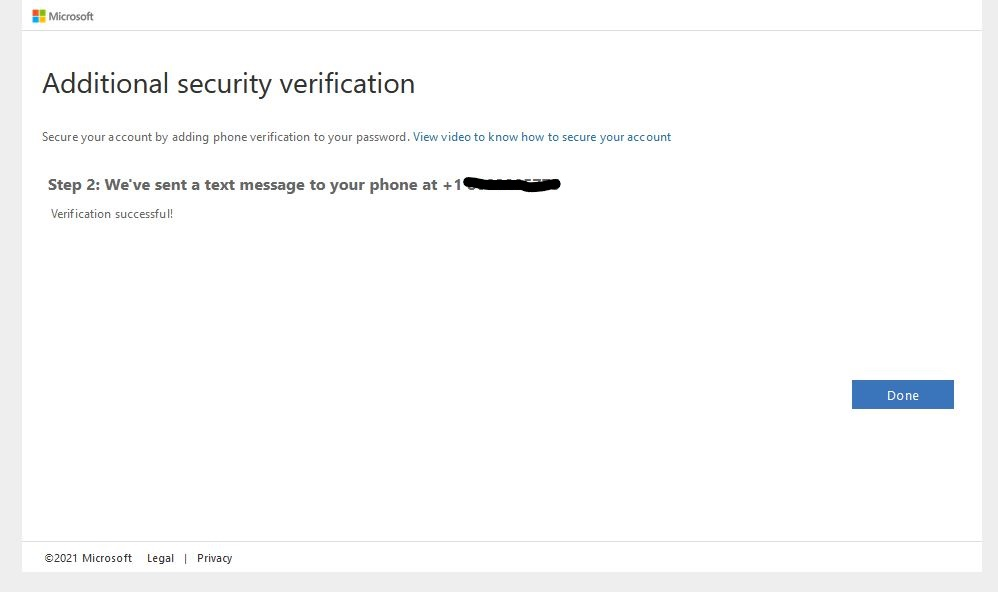 Microsoft
Additional security verification
Secure your account by adding phone verification to your password. View video to know how to secure your account
Step 2: We've sent a text message to your phone at +1
Verification successful!
Done
©2021 Microsoft Legal | Privacy